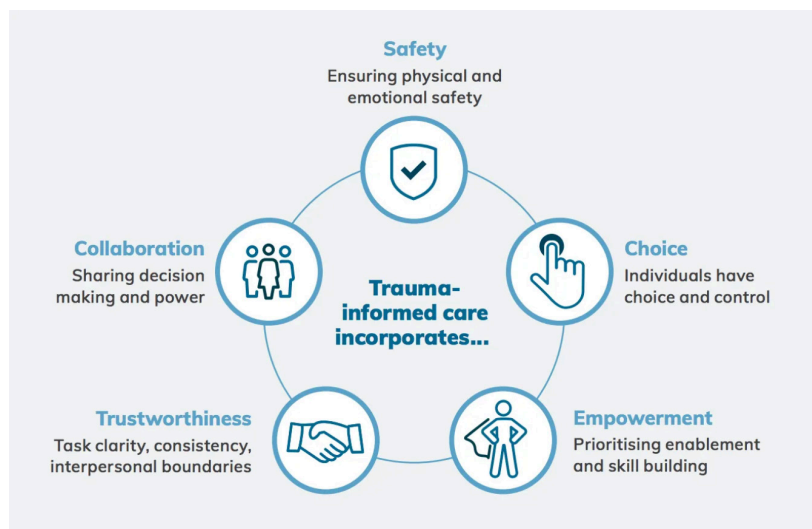 Safety
Ensuring physical and
emotional safety
Collaboration
Sharing decision
making and power
Choice
Individuals have
choice and control
Trauma-
informed care
incorporates...
Trustworthiness
Task clarity, consistency,
interpersonal boundaries
Empowerment
Prioritising enablement
and skill building